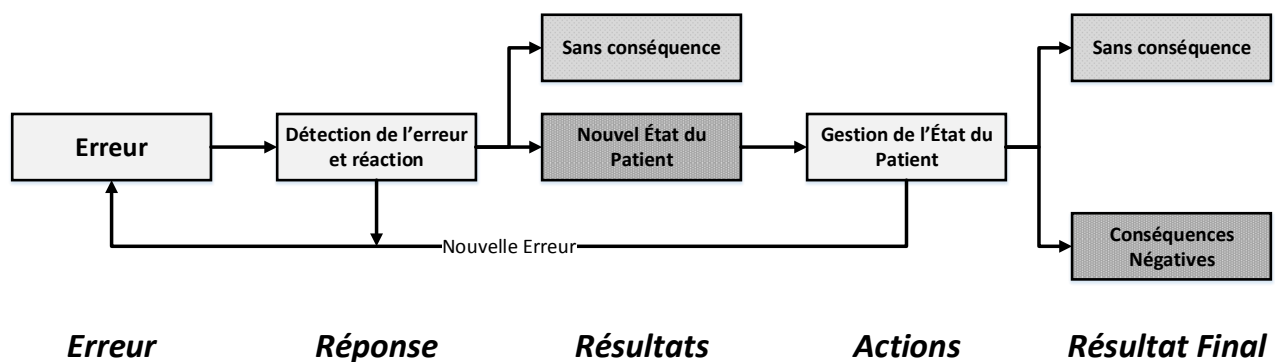 Sans conséquence
Sans conséquence
Erreur
Détection de l’erreur
et réaction
Nouvel État du
Patient
Gestion de l’État du
Patient
Nouvelle Erreur
Conséquences
Négatives
Erreur
Réponse
Résultats
Actions
Résultat Final